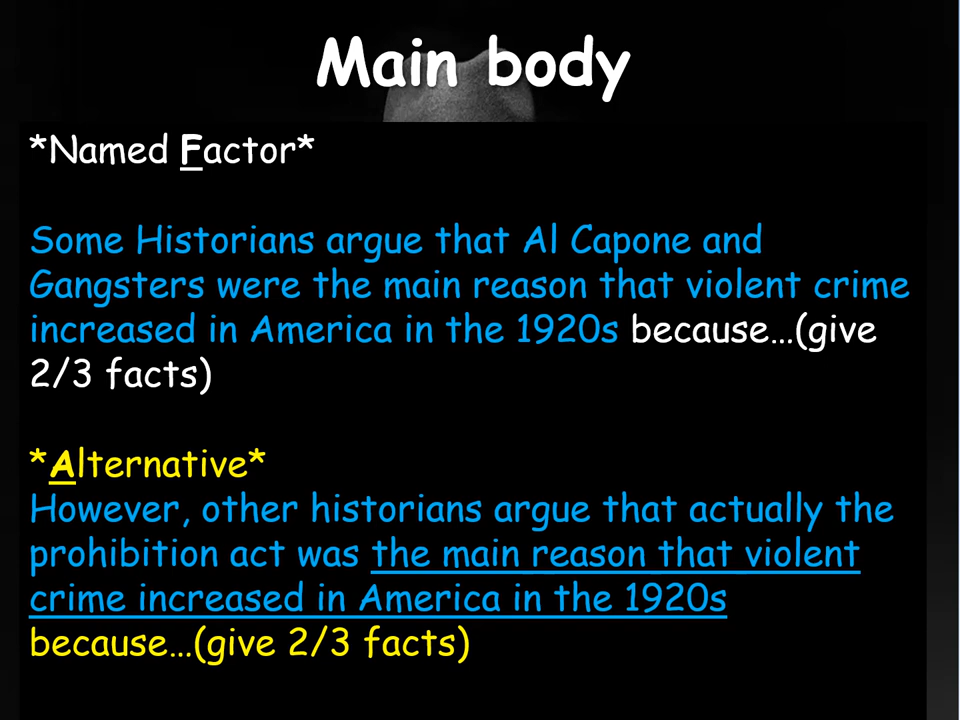 Main body
*Named Factor*
Some Historians argue that Al Capone and
Gangsters were the main reason that violent crime
increased in America in the 1920s because…(give
2/3 facts)
*Alternative*
However, other historians argue that actually the
prohibition act was the main reason that violent
crime increased in America in the 1920s
because…(give 2/3 facts)